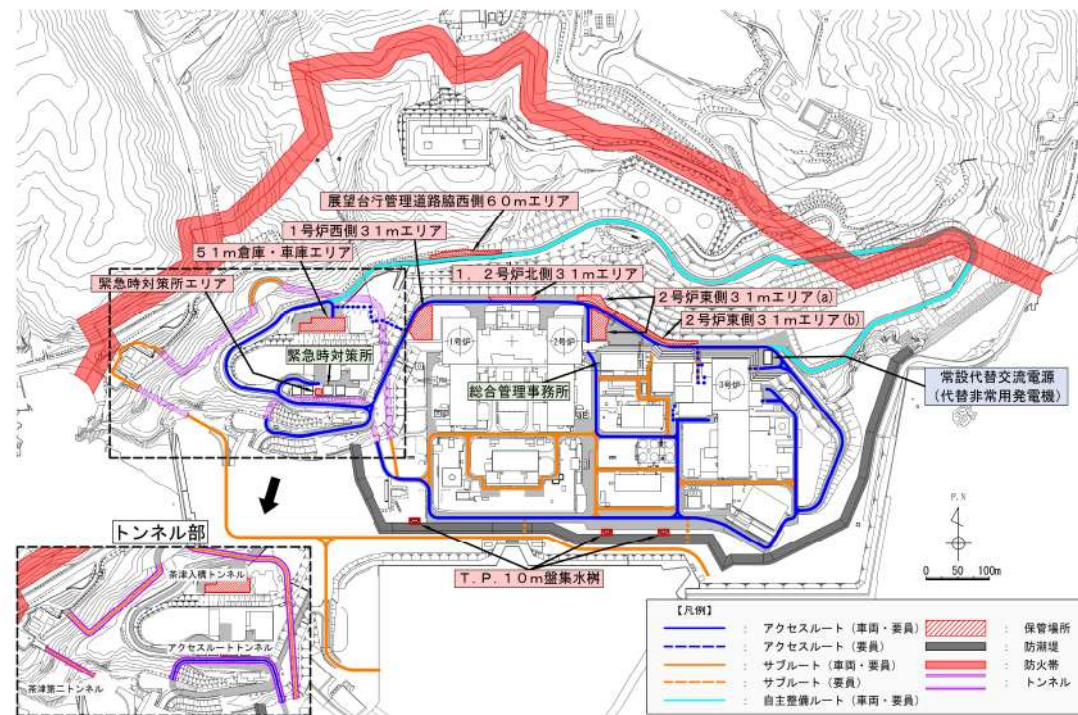 展望台行管理道路脇西側60mエリア
1号炉西側31mエリア
51m倉庫・車庫エリア
緊急時対策所エリア
1，2号炉北側31mエリア
2号炉東側31mエリア(a)
2号炉東側31mエリア(b)
緊急時対策所
1号炉
2号炉
3号炉
総合管理事務所
常設代替交流電源
（代替非常用発電機）
トンネル部
茶津入構トンネル
アクセスルートトンネル
茶津第二トンネル
T.P.10m盤集水桝
P.N
0 50 100m
【凡例】
： アクセスルート（車両・要員）
： アクセスルート（要員）
： サブルート（車両・要員）
： サブルート（要員）
： 自主整備ルート（車両・要員）
： 保管場所
： 防潮堤
： 防火帯
： トンネル